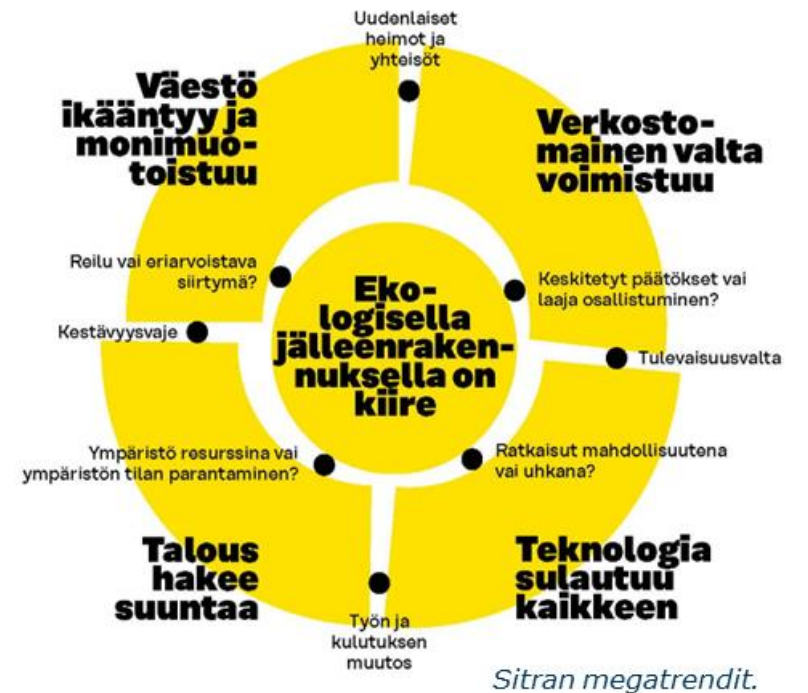 Uudenlaiset
heimot ja
yhteisöt
Väestö
ikääntyy ja
monimuo-
toistuu
Verkosto-
mainen valta
voimistuu
Reilu vai eriarvoistava
siirtymä?
Keskitetyt päätökset vai
laaja osallistuminen?
Kestävyysvaje
Eko-
logisella
jälleenraken-
nuksella on
kiire
Tulevaisuusvalta
Ympäristö resurssina vai
ympäristön tilan parantaminen?
Ratkaisut mahdollisuutena
vai uhkana?
Talous
hakee
suuntaa
Teknologia
sulautuu
kaikkeen
Työn ja
kulutuksen
muutos
Sitran megatrendit.